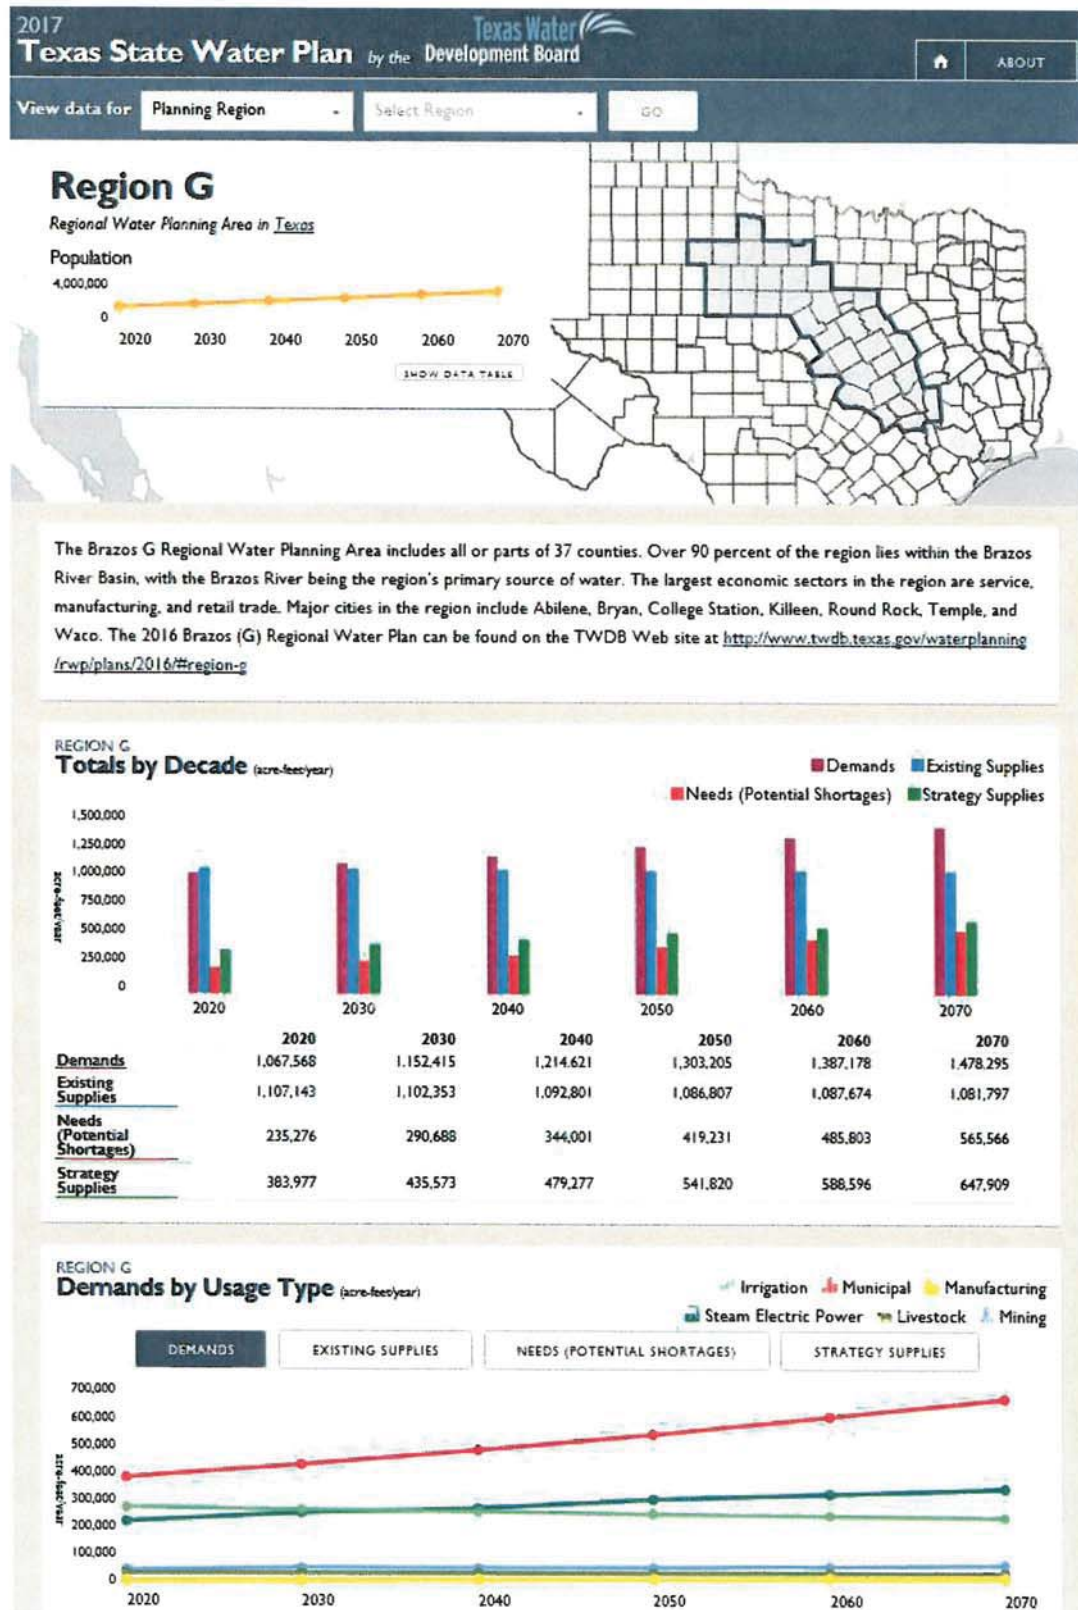 2017
Texas State Water Plan by the Texas Water Development Board
ABOUT
View data for Planning Region Select Region GO
Region G
Regional Water Planning Area in Texas
Population
4,000,000
0
2020 2030 2040 2050 2060 2070
SHOW DATA TABLE
The Brazos G Regional Water Planning Area includes all or parts of 37 counties. Over 90 percent of the region lies within the Brazos
River Basin, with the Brazos River being the region's primary source of water. The largest economic sectors in the region are service,
manufacturing, and retail trade. Major cities in the region include Abilene, Bryan, College Station, Killeen, Round Rock, Temple, and
Waco. The 2016 Brazos (G) Regional Water Plan can be found on the TWDB Web site at http://www.twdb.texas.gov/waterplanning
/rwp/plans/2016/#region-g
REGION G
Totals by Decade (acre-feet/year)
Demands Existing Supplies
Needs (Potential Shortages) Strategy Supplies
1,500,000
1,250,000
1,000,000
750,000
500,000
250,000
0
acre-feet/year
2020 2030 2040 2050 2060 2070
2020 2030 2040 2050 2060 2070
Demands 1,067,568 1,152,415 1,214,621 1,303,205 1,387,178 1,478,295
Existing
Supplies 1,107,143 1,102,353 1,092,801 1,086,807 1,087,674 1,081,797
Needs
(Potential 235,276 290,688 344,001 419,231 485,803 565,566
Shortages)
Strategy
Supplies 383,977 435,573 479,277 541,820 588,596 647,909
REGION G
Demands by Usage Type (acre-feet/year)
Irrigation Municipal Manufacturing
Steam Electric Power Livestock Mining
DEMANDS EXISTING SUPPLIES NEEDS (POTENTIAL SHORTAGES) STRATEGY SUPPLIES
700,000
600,000
500,000
400,000
300,000
200,000
100,000
0
acre-feet/year
2020 2030 2040 2050 2060 2070